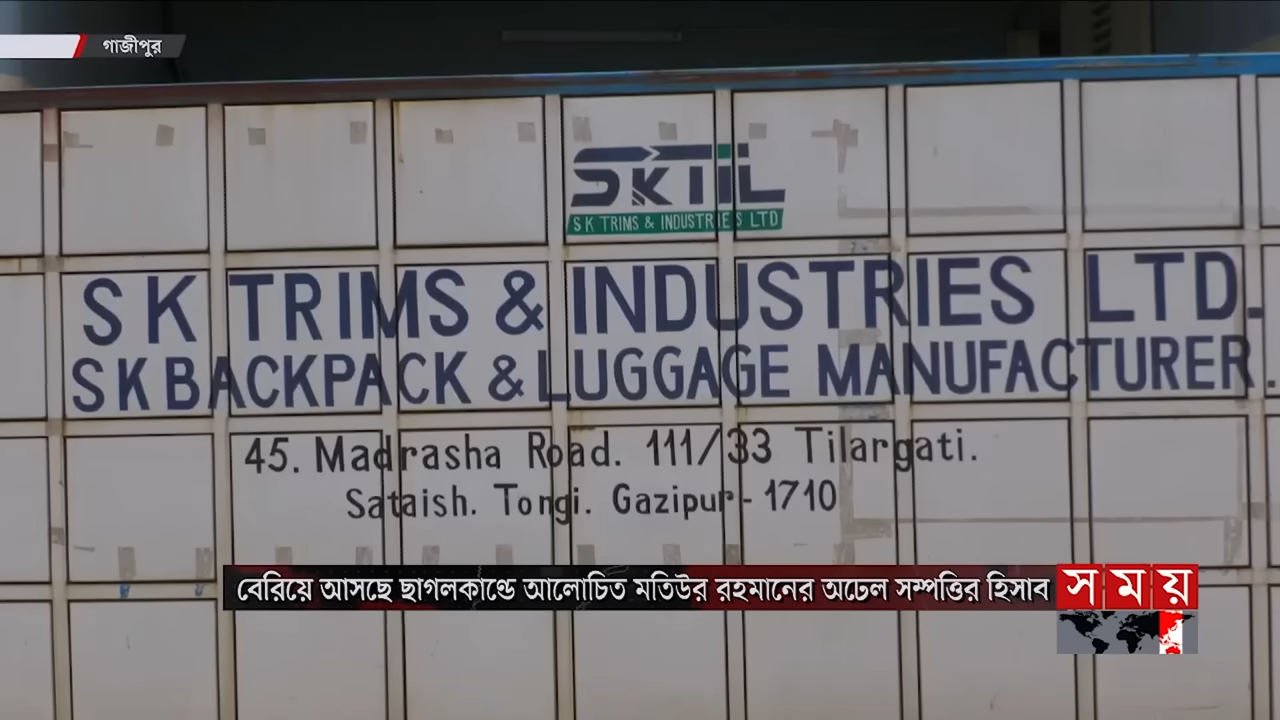 গাজীপুর
SKTIL
SK TRIMS & INDUSTRIES LTD
SK TRIMS & INDUSTRIES LTD.
SK BACKPACK & LUGGAGE MANUFACTURER.
45. Madrasha Road. 111/33 Tilargati.
Sataish. Tongi. Gazipur - 1710
বেরিয়ে আসছে ছাগলকাণ্ডে আলোচিত মতিউর রহমানের অঢেল সম্পত্তির হিসাব
সময়